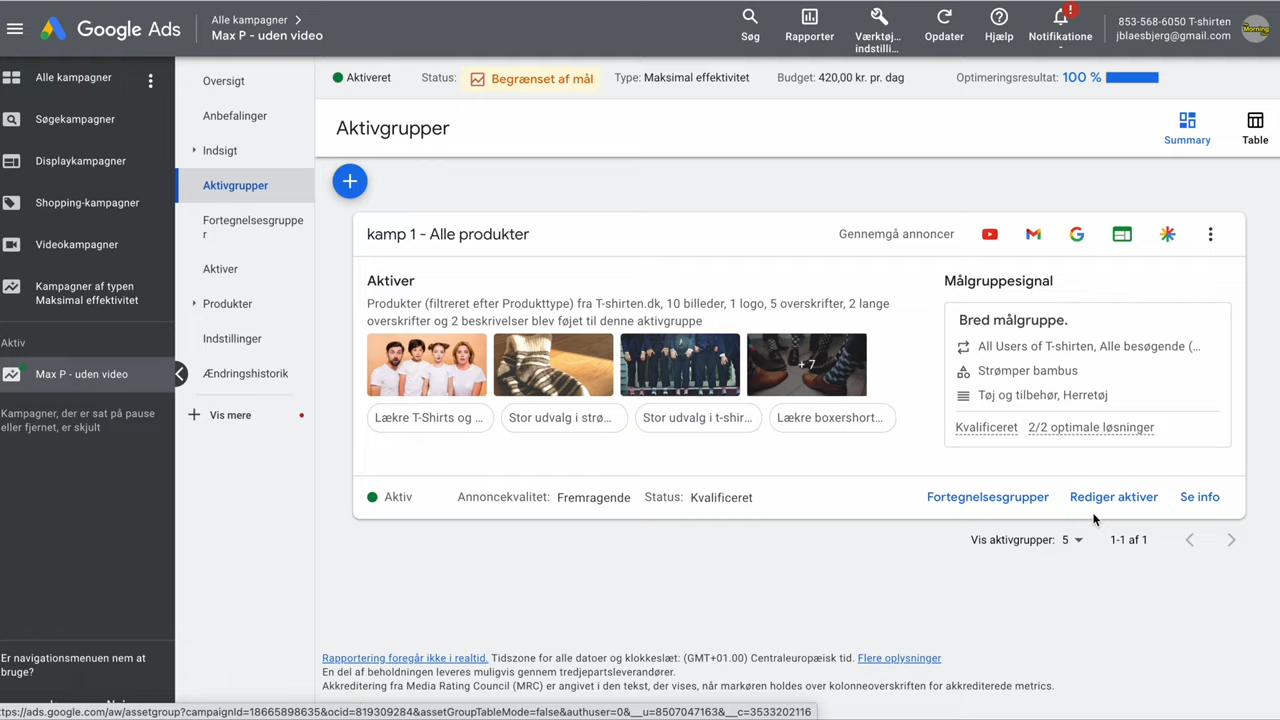 Google Ads
Alle kampagner
Max P - uden video
Søg
Rapporter
Værktøj...
indstilli...
Opdater
Hjælp
!
Notifikatione
-
853-568-6050 T-shirten
jblaesbjerg@gmail.com
Morning
Alle kampagner
Søgekampagner
Displaykampagner
Shopping-kampagner
Videokampagner
Kampagner af typen
Maksimal effektivitet
Aktiv
Max P - uden video
Kampagner, der er sat på pause
eller fjernet, er skjult
Er navigationsmenuen nem at
bruge?
Oversigt
Anbefalinger
Indsigt
Aktivgrupper
Fortegnelsesgruppe
r
Aktiver
Produkter
Indstillinger
Ændringshistorik
Vis mere
Aktiveret
Status:
Begrænset af mål
Type: Maksimal effektivitet
Budget: 420,00 kr. pr. dag
Optimeringsresultat: 100 %
Aktivgrupper
Summary
Table
kamp 1 - Alle produkter
Gennemgå annoncer
Aktiver
Produkter (filtreret efter Produkttype) fra T-shirten.dk, 10 billeder, 1 logo, 5 overskrifter, 2 lange
overskrifter og 2 beskrivelser blev føjet til denne aktivgruppe
+ 7
Lækre T-Shirts og ...
Stor udvalg i strø...
Stor udvalg i t-shir...
Lækre boxershort...
Målgruppesignal
Bred målgruppe.
All Users of T-shirten, Alle besøgende (...
Strømper bambus
Tøj og tilbehør, Herretøj
Kvalificeret
2/2 optimale løsninger
Aktiv
Annoncekvalitet: Fremragende
Status: Kvalificeret
Fortegnelsesgrupper
Rediger aktiver
Se info
Vis aktivgrupper: 5
1-1 af 1
Rapportering foregår ikke i realtid. Tidszone for alle datoer og klokkeslæt: (GMT+01.00) Centraleuropæisk tid. Flere oplysninger
En del af beholdningen leveres muligvis gennem tredjepartsleverandører.
Akkreditering fra Media Rating Council (MRC) er angivet i den tekst, der vises, når markøren holdes over kolonneoverskriften for akkrediterede metrics.
ttps://ads.google.com/aw/assetgroup?campaignId=18665898635&ocid=819309284&assetGroupTableMode=false&authuser=0&__u=8507047163&__c=3533202116